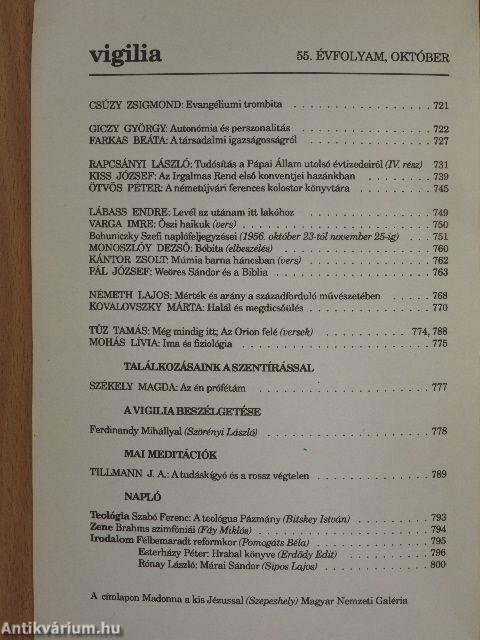 vigilia 55. ÉVFOLYAM, OKTÓBER
CSÚZY ZSIGMOND: Evangéliumi trombita . . . . . . . . . . . . . . . . 721
GICZY GYÖRGY: Autonómia és perszonalitás . . . . . . . . . . . . . . . 722
FARKAS BEÁTA: A társadalmi igazságosságról . . . . . . . . . . . . . . 727
RAPCSÁNYI LÁSZLÓ: Tudósítás a Pápai Állam utolsó évtizedeiről (IV. rész) 731
KISS JÓZSEF: Az Irgalmas Rend első konventjei hazánkban . . . . . . . . 739
ÖTVÖS PÉTER: A németújvári ferences kolostor könyvtára . . . . . . . . 745
LÁBASS ENDRE: Levél az utánam itt lakóhoz . . . . . . . . . . . . . . 749
VARGA IMRE: Őszi haikuk (vers) . . . . . . . . . . . . . . . . . . . 750
Bohuniczky Szefi naplófeljegyzései (1956. október 23-tól november 25-ig) . . . 751
MONOSZLÓY DEZSŐ: Bóbita (elbeszélés) . . . . . . . . . . . . . . . . 760
KÁNTOR ZSOLT: Múmia barna háncsban (vers) . . . . . . . . . . . . . . 762
PÁL JÓZSEF: Weöres Sándor és a Biblia . . . . . . . . . . . . . . . . 763
NÉMETH LAJOS: Mérték és arány a századforduló művészetében . . . . . . 768
KOVALOVSZKY MÁRTA: Halál és megdicsőülés . . . . . . . . . . . . . . 770
TŰZ TAMÁS: Még mindig itt; Az Orion felé (versek) . . . . . . . . . 774, 788
MOHÁS LÍVIA: Ima és fiziológia . . . . . . . . . . . . . . . . . . . 775
TALÁLKOZÁSAINK A SZENTÍRÁSSAL
SZÉKELY MAGDA: Az én prófétám . . . . . . . . . . . . . . . . . . . 777
A VIGILIA BESZÉLGETÉSE
Ferdinandy Mihállyal (Szörényi László) . . . . . . . . . . . . . . . . 778
MAI MEDITÁCIÓK
TILLMANN J. A.: A tudáskígyó és a rossz végtelen . . . . . . . . . . . . 789
NAPLÓ
Teológia Szabó Ferenc: A teológus Pázmány (Bitskey István) . . . . . . . 793
Zene Brahms szimfóniái (Fáy Miklós) . . . . . . . . . . . . . . . . . 794
Irodalom Félbemaradt reformkor (Pomogáts Béla) . . . . . . . . . . . . 795
Esterházy Péter: Hrabal könyve (Erdődy Edit) . . . . . . . . . . 796
Rónay László: Márai Sándor (Sipos Lajos) . . . . . . . . . . . . 800
A címlapon Madonna a kis Jézussal (Szepeshely) Magyar Nemzeti Galéria
Antikvárium.hu